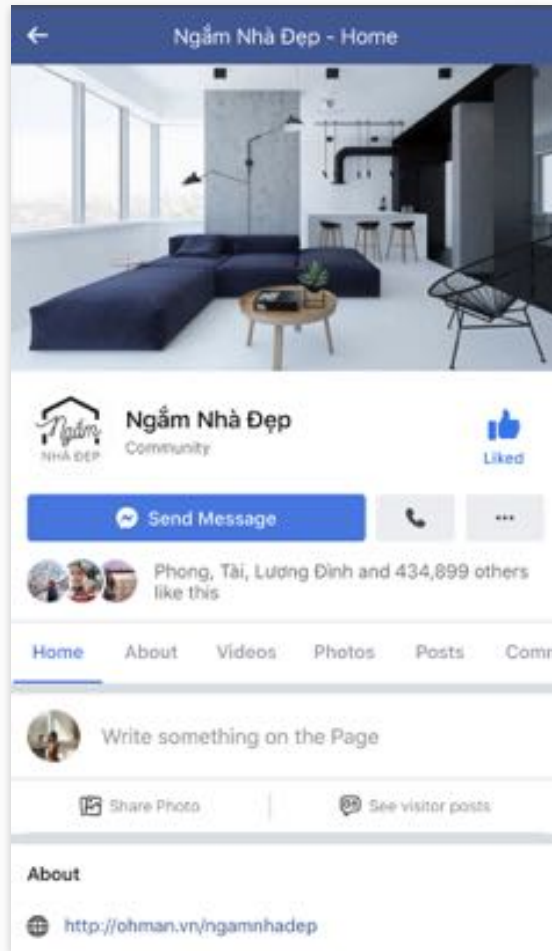 Ngắm Nhà Đẹp - Home
Ngắm
NHÀ ĐẸP
Ngắm Nhà Đẹp
Community
Liked
Send Message
Phong, Tài, Lương Đình and 434,899 others
like this
Home About Videos Photos Posts Comm
Write something on the Page
Share Photo See visitor posts
About
http://ohman.vn/ngamnhadep